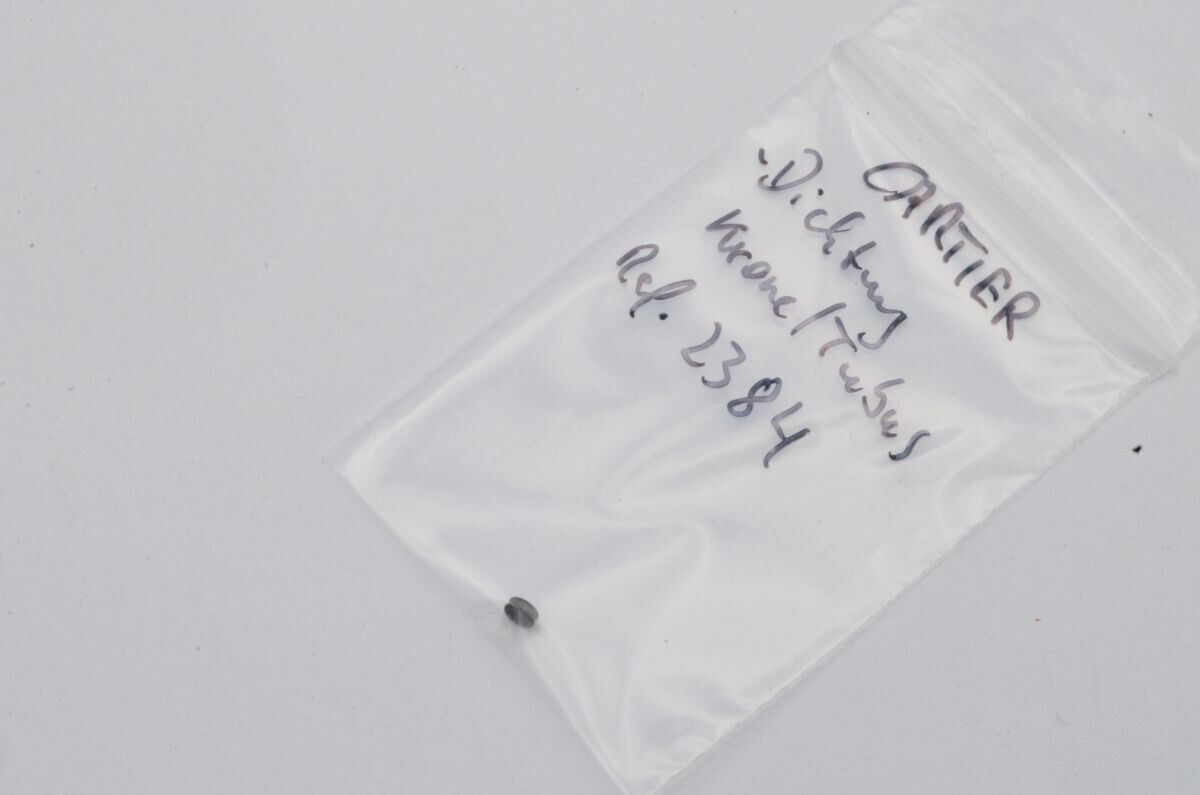 CARTIER
-Dichtung
Krone/Tubus
Ref. 2384